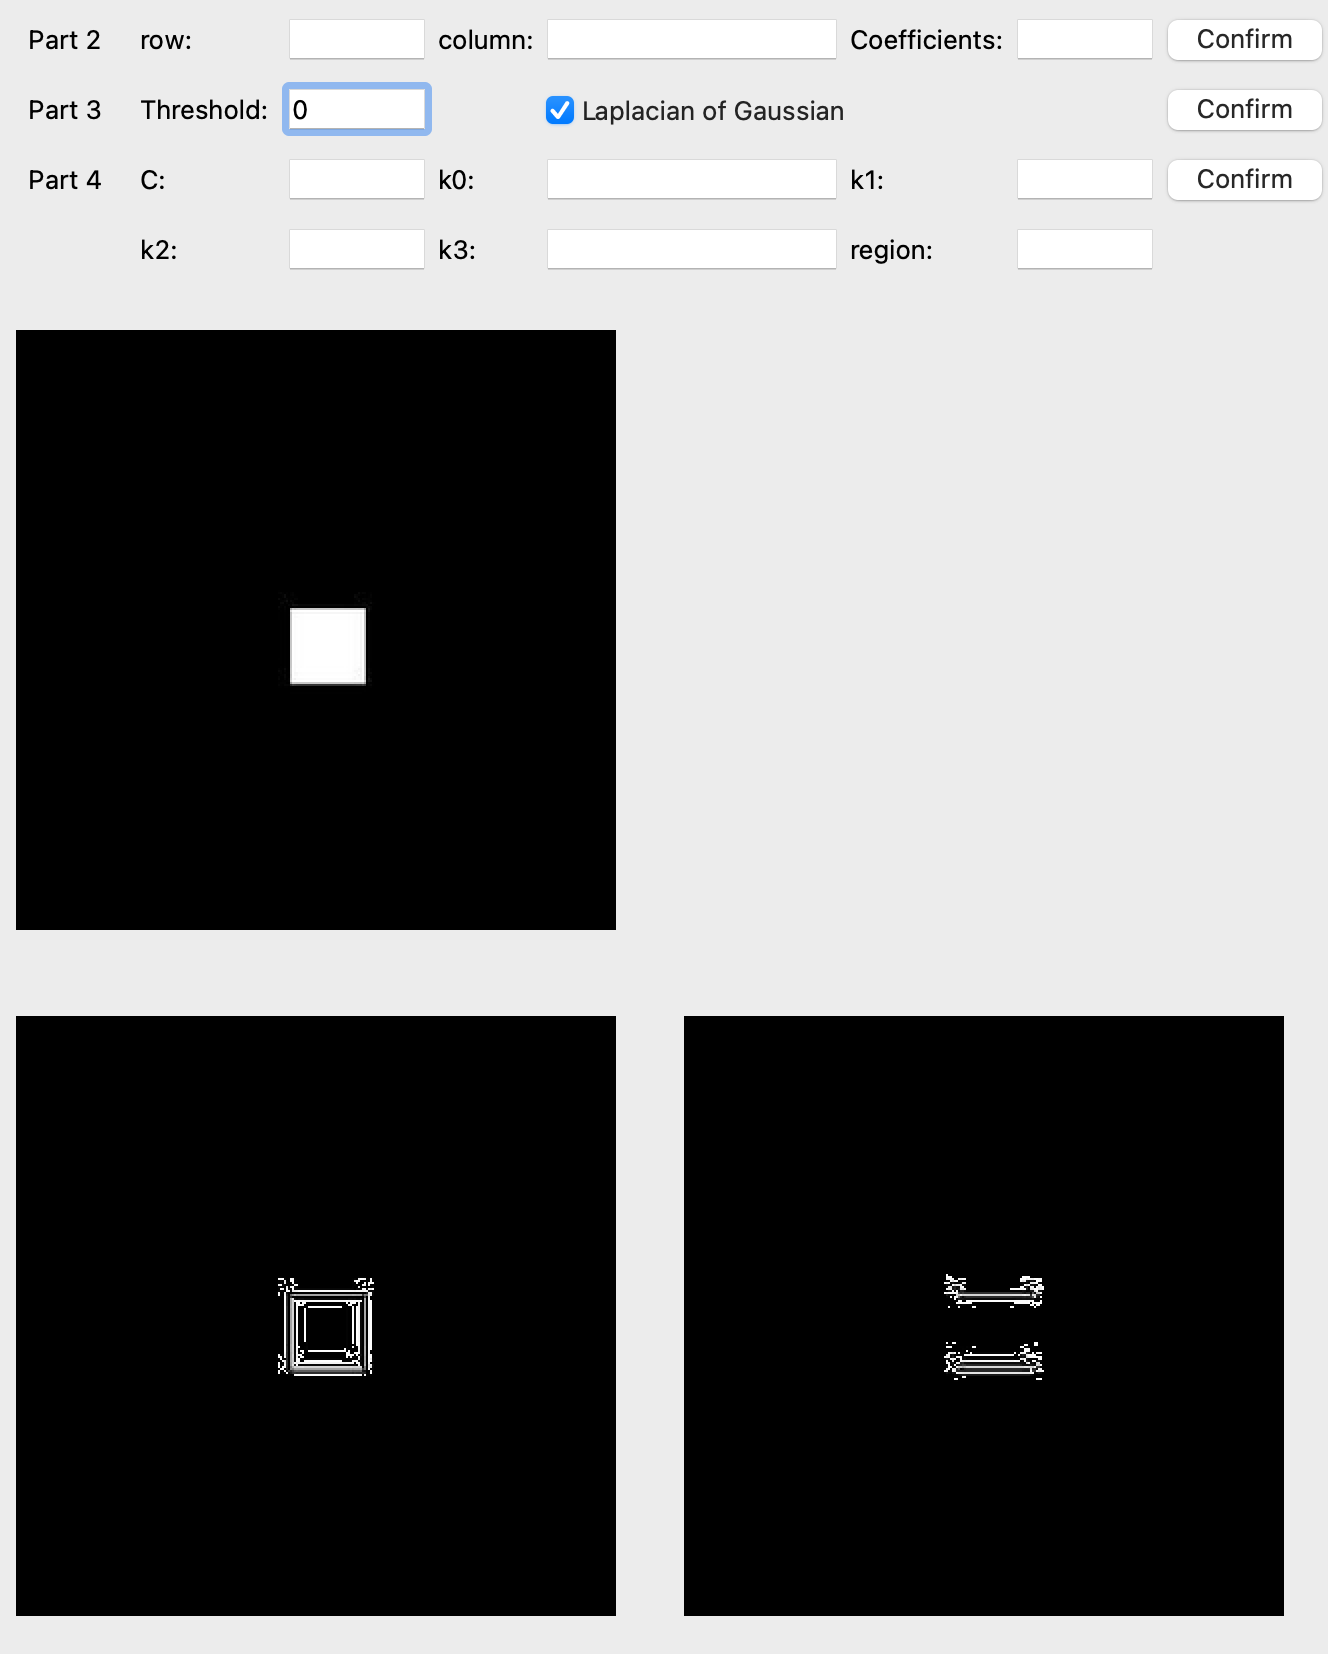 Part 2 row: column: Coefficients: Confirm
Part 3 Threshold: 0 Laplacian of Gaussian Confirm
Part 4 C: k0: k1: Confirm
k2: k3: region: